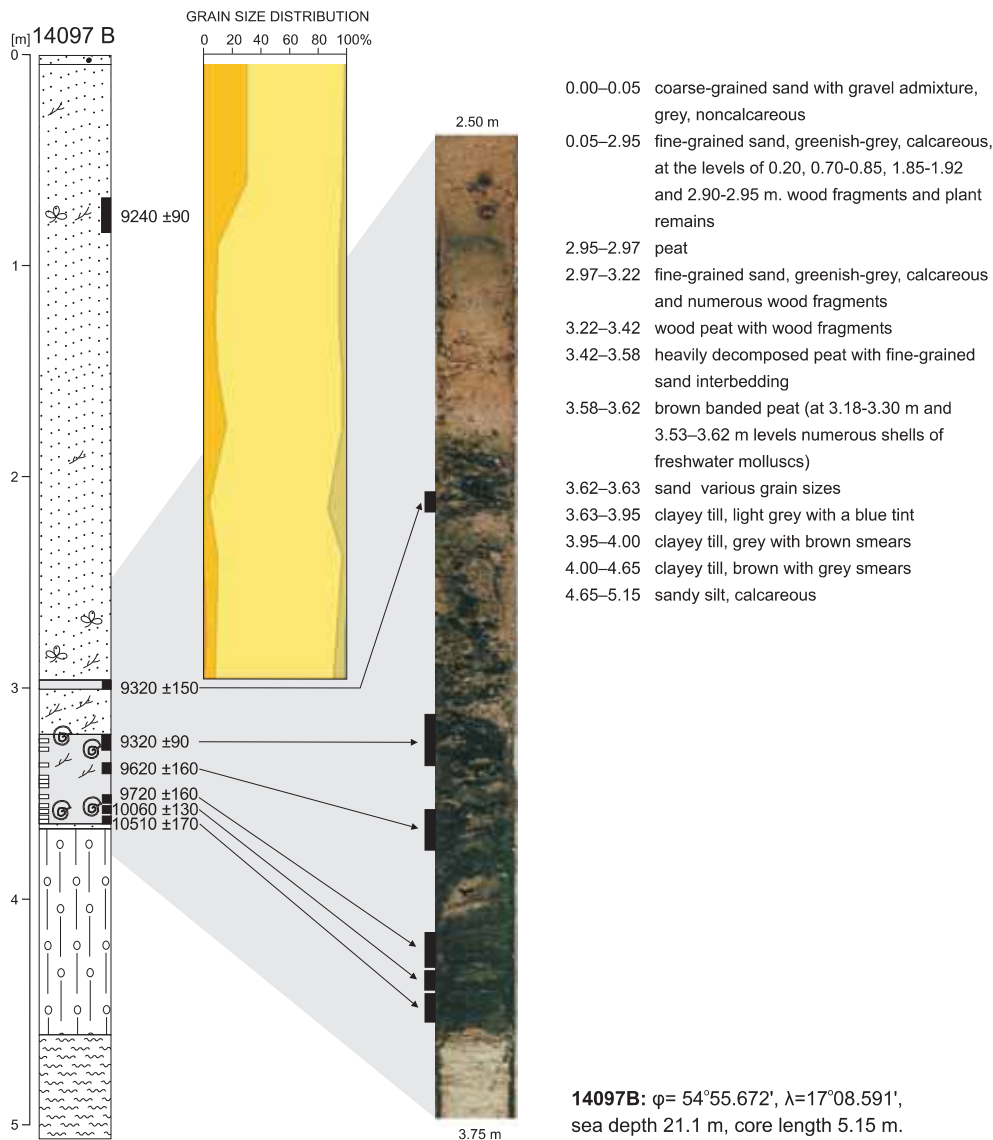 GRAIN SIZE DISTRIBUTION
[m] 14097 B
0 20 40 60 80 100%
0
1
2
3
4
5
9240 ±90
9320 ±150
9320 ±90
9620 ±160
9720 ±160
10060 ±130
10510 ±170
2.50 m
3.75 m
0.00–0.05 coarse-grained sand with gravel admixture,
grey, noncalcareous
0.05–2.95 fine-grained sand, greenish-grey, calcareous,
at the levels of 0.20, 0.70-0.85, 1.85-1.92
and 2.90-2.95 m. wood fragments and plant
remains
2.95–2.97 peat
2.97–3.22 fine-grained sand, greenish-grey, calcareous
and numerous wood fragments
3.22–3.42 wood peat with wood fragments
3.42–3.58 heavily decomposed peat with fine-grained
sand interbedding
3.58–3.62 brown banded peat (at 3.18-3.30 m and
3.53–3.62 m levels numerous shells of
freshwater molluscs)
3.62–3.63 sand various grain sizes
3.63–3.95 clayey till, light grey with a blue tint
3.95–4.00 clayey till, grey with brown smears
4.00–4.65 clayey till, brown with grey smears
4.65–5.15 sandy silt, calcareous
14097B: φ= 54°55.672', λ=17°08.591',
sea depth 21.1 m, core length 5.15 m.